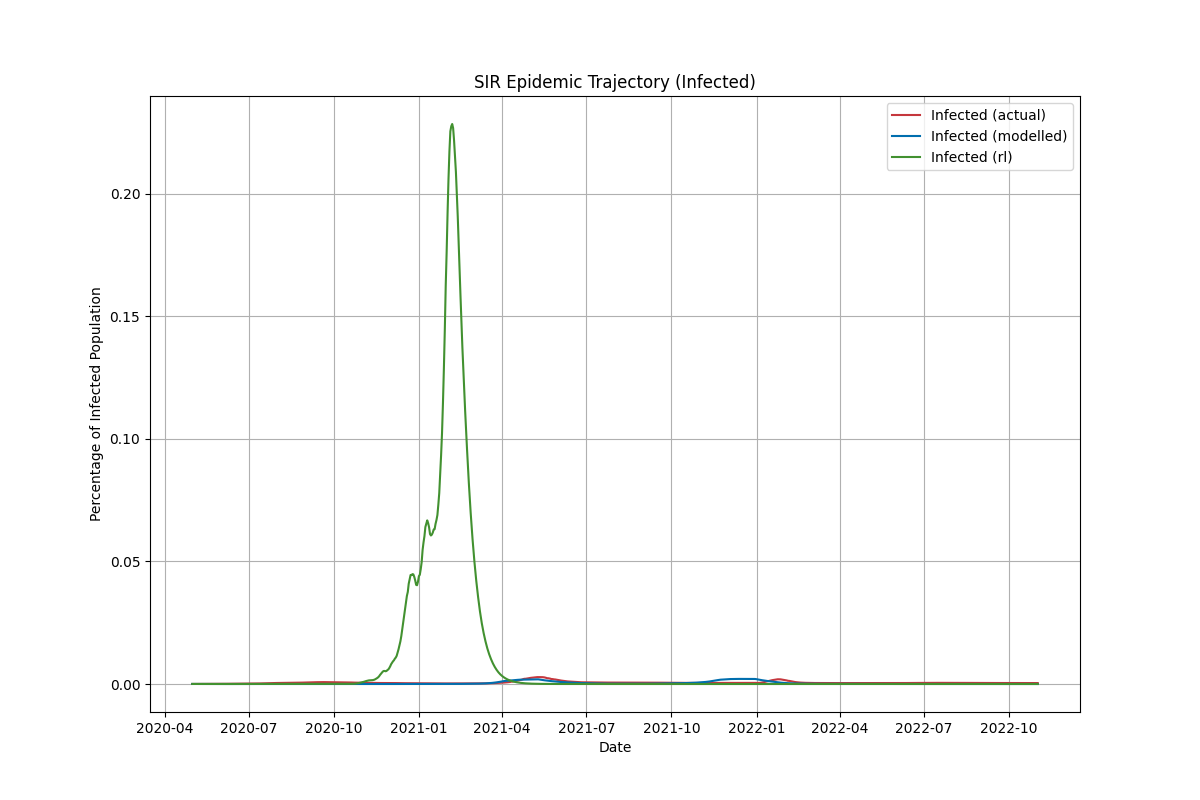 SIR Epidemic Trajectory (Infected)
Infected (actual)
Infected (modelled)
Infected (rl)
Percentage of Infected Population
0.20
0.15
0.10
0.05
0.00
2020-04 2020-07 2020-10 2021-01 2021-04 2021-07 2021-10 2022-01 2022-04 2022-07 2022-10
Date